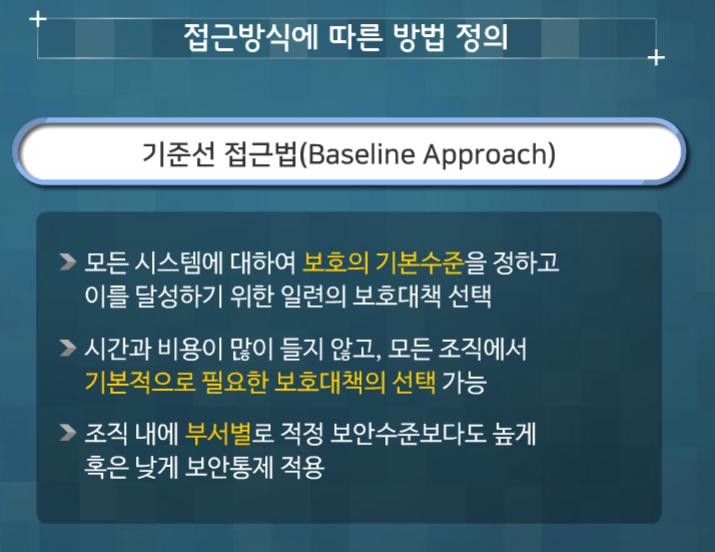 접근방식에 따른 방법 정의
기준선 접근법(Baseline Approach)
모든 시스템에 대하여 보호의 기본수준을 정하고
이를 달성하기 위한 일련의 보호대책 선택
시간과 비용이 많이 들지 않고, 모든 조직에서
기본적으로 필요한 보호대책의 선택 가능
조직 내에 부서별로 적정 보안수준보다도 높게
혹은 낮게 보안통제 적용